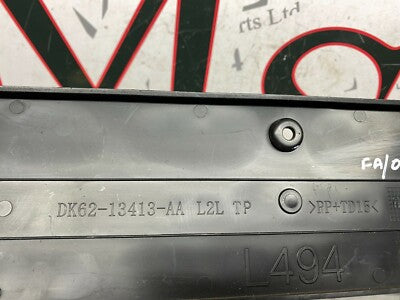 rts Ltd
FA/0
DK62-13413-AA L2L TP >PP+TD15<
L494